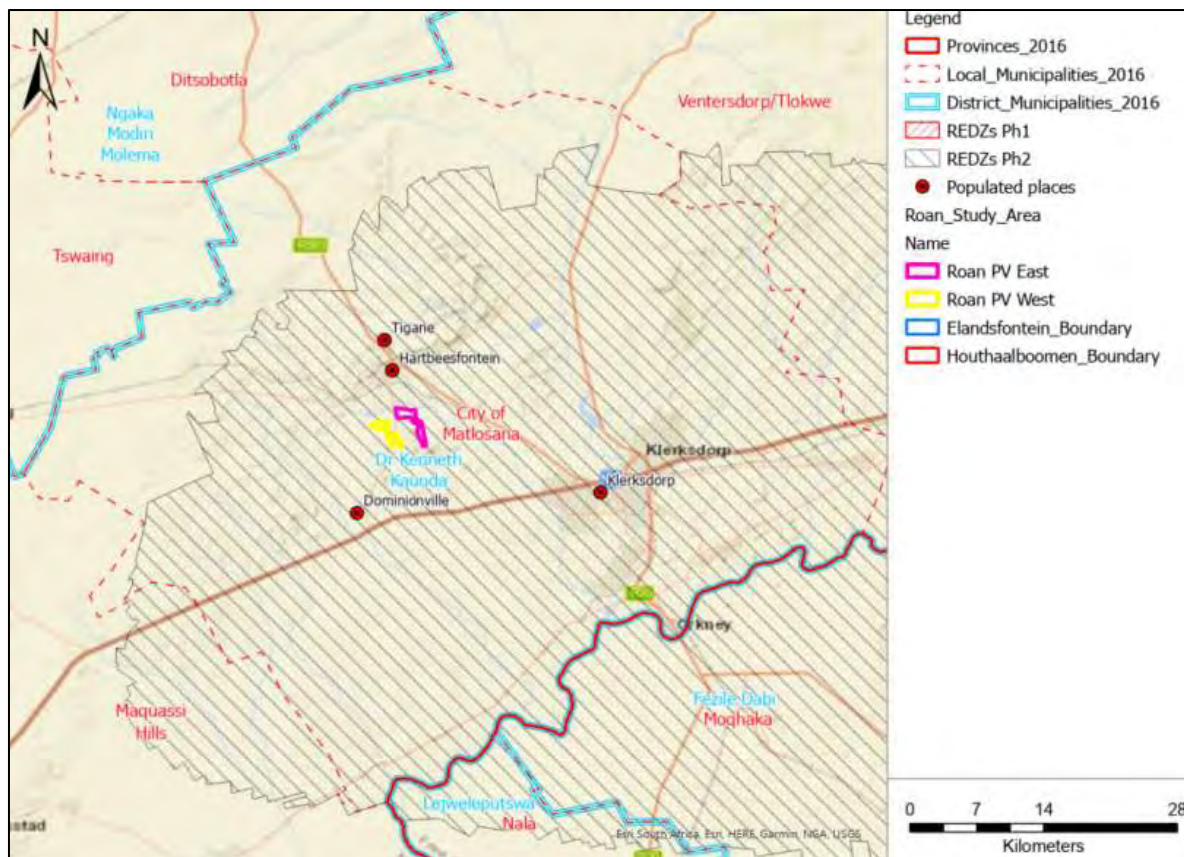 N
Ditsobotla
Ngaka
Modiri
Molema
Ventersdorp/Tlokwe
Tswaing
Tigane
Hartbeesfontein
City of
Matlosana
Dr Kenneth
Kaunda
Klerksdorp
Klerksdorp
Dominionville
Orkney
Maquassi
Hills
Fezile Dabi
Moqhaka
Lejweleputswa
Nala
Esri South Africa, Esri, HERE, Garmin, NGA, USGS
Legend
Provinces_2016
Local_Municipalities_2016
District_Municipalities_2016
REDZs Ph1
REDZs Ph2
Populated places
Roan_Study_Area
Name
Roan PV East
Roan PV West
Elandsfontein_Boundary
Houthaalboomen_Boundary
0 7 14 28
Kilometers